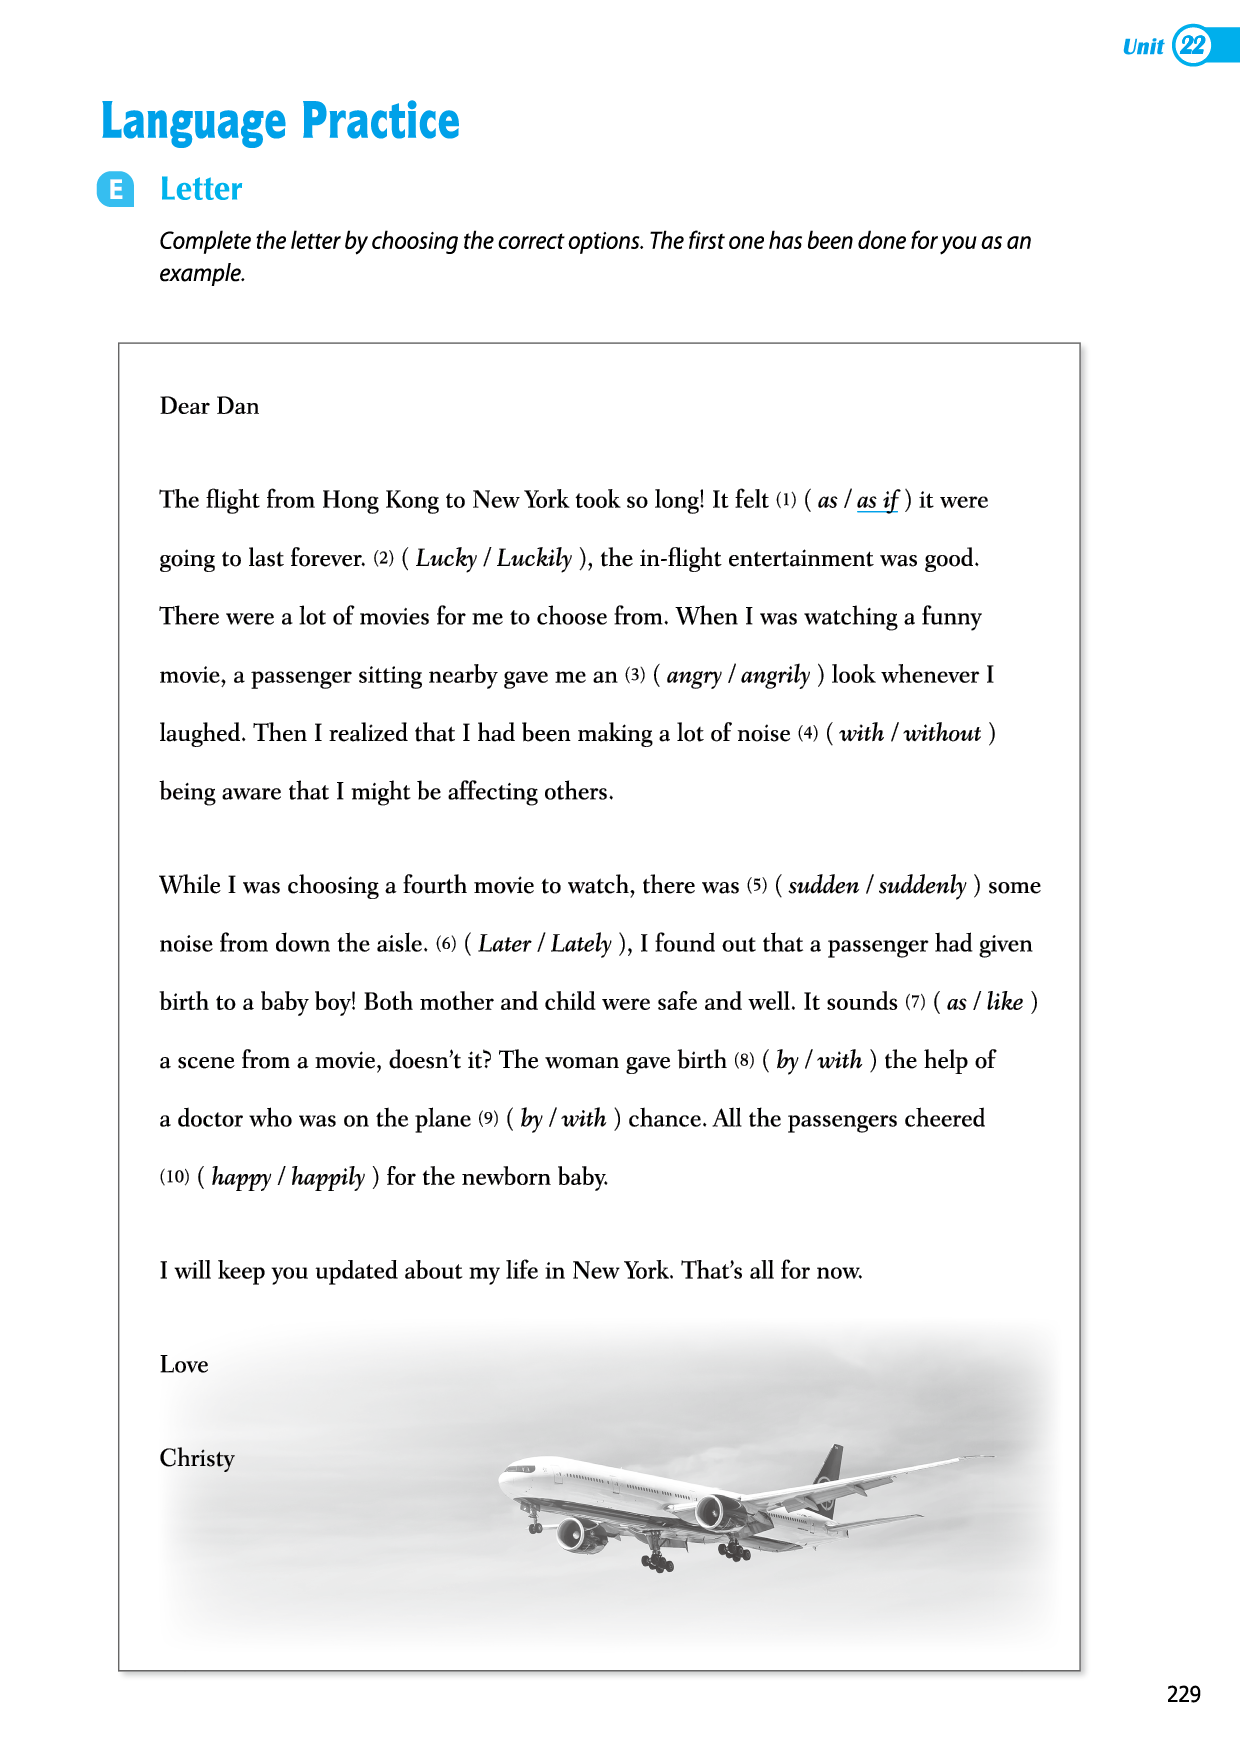 Unit 22
Language Practice
E Letter
Complete the letter by choosing the correct options. The first one has been done for you as an
example.
Dear Dan
The flight from Hong Kong to New York took so long! It felt (1) ( as / as if ) it were
going to last forever. (2) ( Lucky / Luckily ), the in-flight entertainment was good.
There were a lot of movies for me to choose from. When I was watching a funny
movie, a passenger sitting nearby gave me an (3) ( angry / angrily ) look whenever I
laughed. Then I realized that I had been making a lot of noise (4) ( with / without )
being aware that I might be affecting others.
While I was choosing a fourth movie to watch, there was (5) ( sudden / suddenly ) some
noise from down the aisle. (6) ( Later / Lately ), I found out that a passenger had given
birth to a baby boy! Both mother and child were safe and well. It sounds (7) ( as / like )
a scene from a movie, doesn’t it? The woman gave birth (8) ( by / with ) the help of
a doctor who was on the plane (9) ( by / with ) chance. All the passengers cheered
(10) ( happy / happily ) for the newborn baby.
I will keep you updated about my life in New York. That’s all for now.
Love
Christy
229